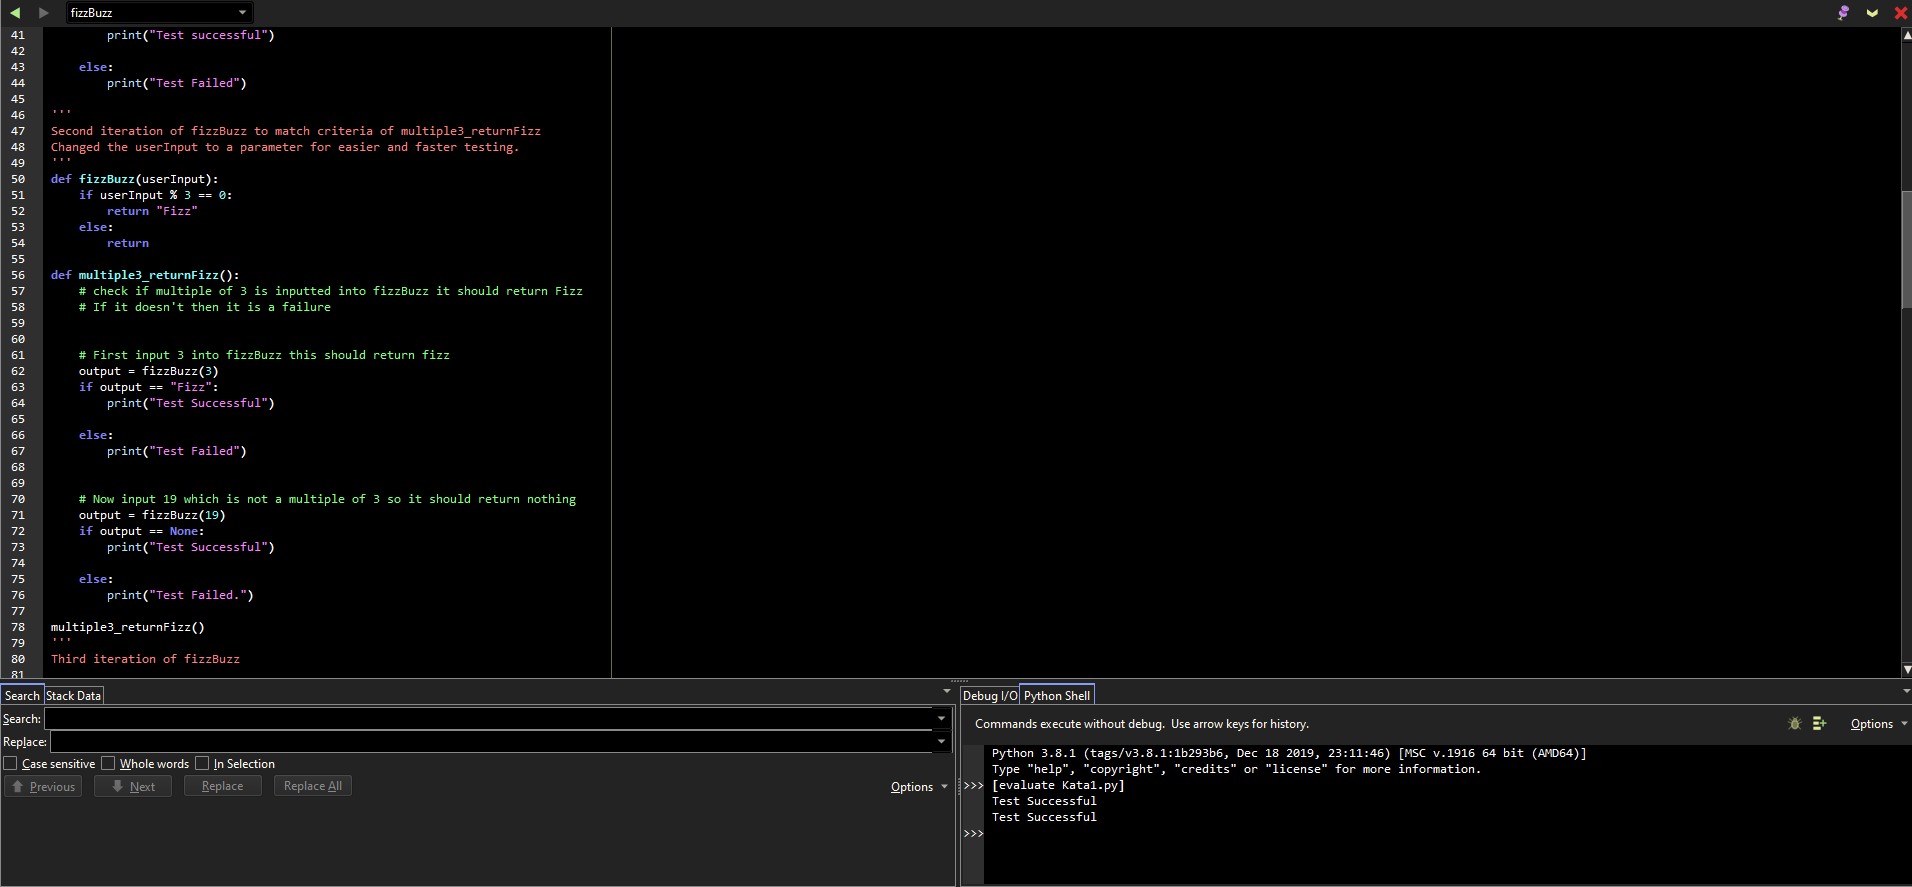 fizzBuzz
41         print("Test successful")
42
43     else:
44         print("Test Failed")
45
46 '''
47 Second iteration of fizzBuzz to match criteria of multiple3_returnFizz
48 Changed the userInput to a parameter for easier and faster testing.
49 '''
50 def fizzBuzz(userInput):
51     if userInput % 3 == 0:
52         return "Fizz"
53     else:
54         return
55
56 def multiple3_returnFizz():
57     # check if multiple of 3 is inputted into fizzBuzz it should return Fizz
58     # If it doesn't then it is a failure
59
60
61     # First input 3 into fizzBuzz this should return fizz
62     output = fizzBuzz(3)
63     if output == "Fizz":
64         print("Test Successful")
65
66     else:
67         print("Test Failed")
68
69
70     # Now input 19 which is not a multiple of 3 so it should return nothing
71     output = fizzBuzz(19)
72     if output == None:
73         print("Test Successful")
74
75     else:
76         print("Test Failed.")
77
78 multiple3_returnFizz()
79 '''
80 Third iteration of fizzBuzz
81
Search Stack Data
Search:
Replace:
Case sensitive Whole words In Selection
Previous Next Replace Replace All Options
Debug I/O Python Shell
Commands execute without debug. Use arrow keys for history. Options
Python 3.8.1 (tags/v3.8.1:1b293b6, Dec 18 2019, 23:11:46) [MSC v.1916 64 bit (AMD64)]
Type "help", "copyright", "credits" or "license" for more information.
>>> [evaluate Kata1.py]
Test Successful
Test Successful
>>>